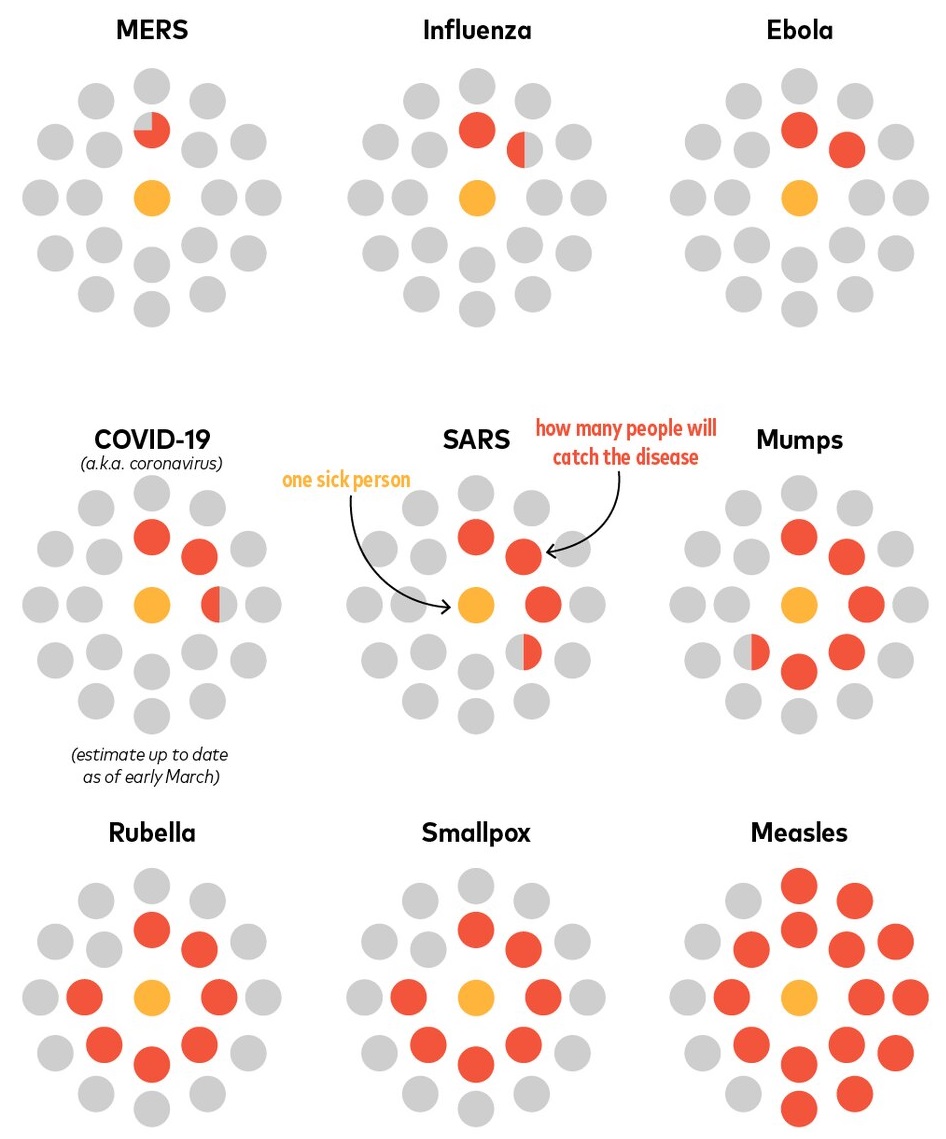 MERS
Influenza
Ebola
COVID-19
(a.k.a. coronavirus)
one sick person
SARS
how many people will
catch the disease
Mumps
(estimate up to date
as of early March)
Rubella
Smallpox
Measles